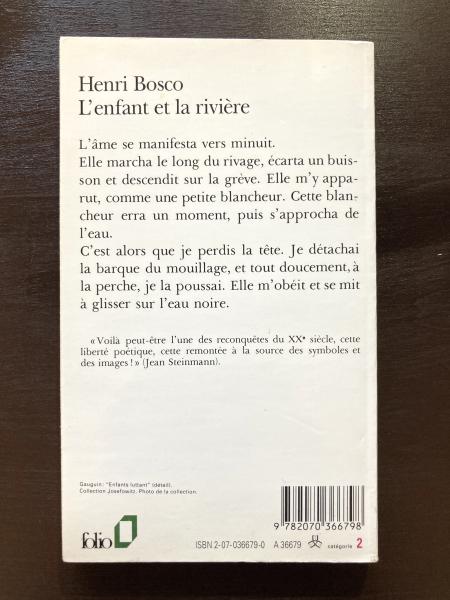 Henri Bosco
L'enfant et la rivière
L'âme se manifesta vers minuit.
Elle marcha le long du rivage, écarta un buis-
son et descendit sur la grève. Elle m'y appa-
rut, comme une petite blancheur. Cette blan-
cheur erra un moment, puis s'approcha de
l'eau.
C'est alors que je perdis la tête. Je détachai
la barque du mouillage, et tout doucement, à
la perche, je la poussai. Elle m'obéit et se mit
à glisser sur l'eau noire.
« Voilà peut-être l'une des reconquêtes du XXe siècle, cette
liberté poétique, cette remontée à la source des symboles et
des images ! » (Jean Steinmann).
Gauguin : "Enfants luttant" (détail).
Collection Josefowitz. Photo de la collection.
9 782070 366798
folio
ISBN 2-07-036679-0 A 36679 catégorie 2